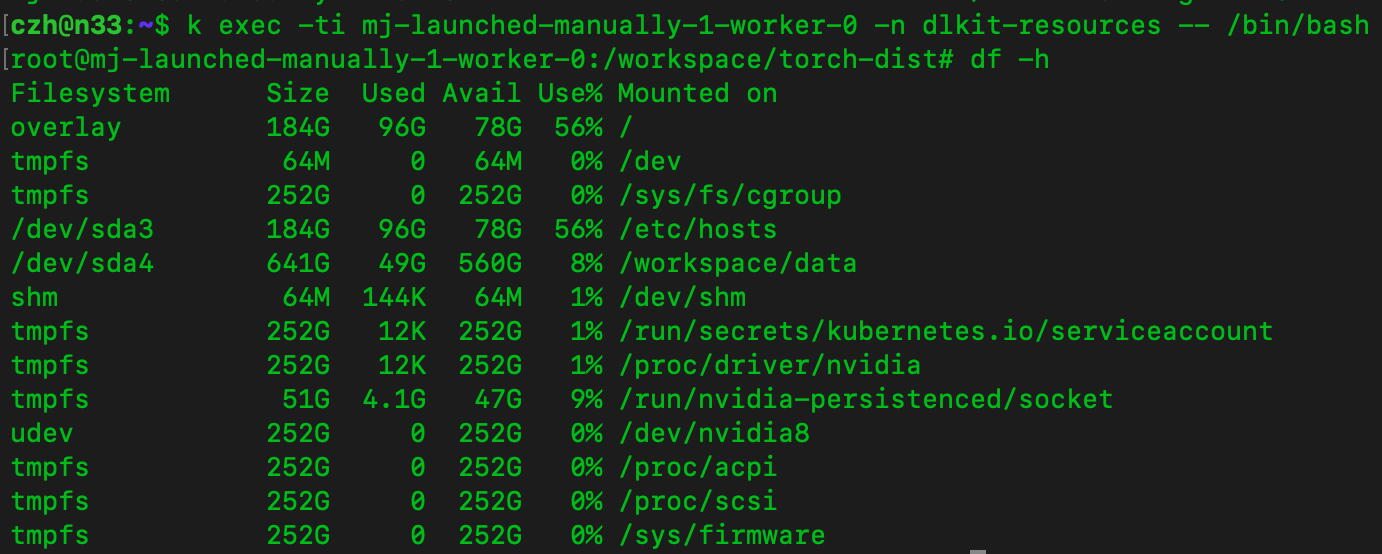 [czh@n33:~$ k exec -ti mj-launched-manually-1-worker-0 -n dlkit-resources -- /bin/bash
[root@mj-launched-manually-1-worker-0:/workspace/torch-dist# df -h
Filesystem      Size  Used Avail Use% Mounted on
overlay         184G   96G   78G  56% /
tmpfs            64M     0   64M   0% /dev
tmpfs           252G     0  252G   0% /sys/fs/cgroup
/dev/sda3       184G   96G   78G  56% /etc/hosts
/dev/sda4       641G   49G  560G   8% /workspace/data
shm              64M  144K   64M   1% /dev/shm
tmpfs           252G   12K  252G   1% /run/secrets/kubernetes.io/serviceaccount
tmpfs           252G   12K  252G   1% /proc/driver/nvidia
tmpfs            51G  4.1G   47G   9% /run/nvidia-persistenced/socket
udev            252G     0  252G   0% /dev/nvidia8
tmpfs           252G     0  252G   0% /proc/acpi
tmpfs           252G     0  252G   0% /proc/scsi
tmpfs           252G     0  252G   0% /sys/firmware